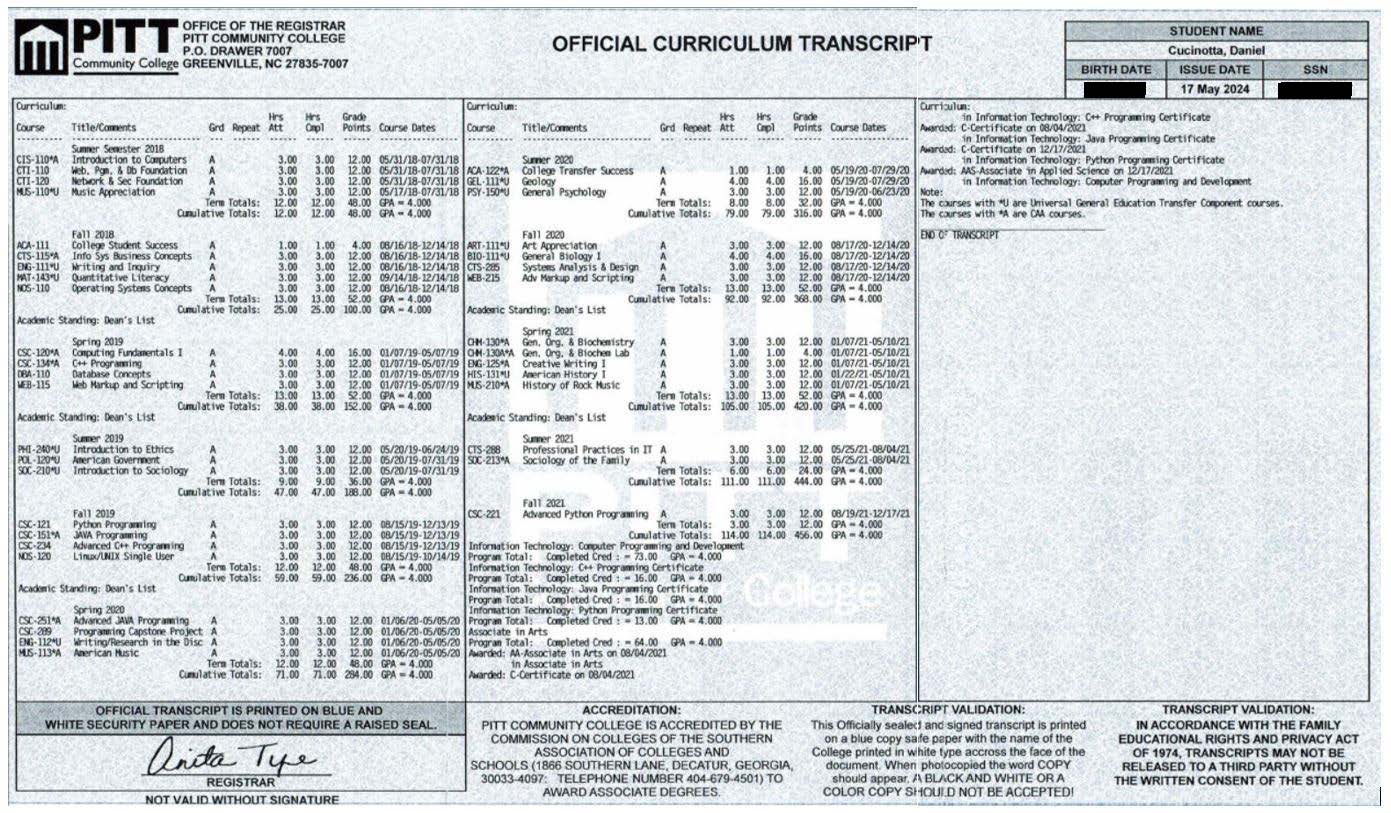 PITT
Community College
OFFICE OF THE REGISTRAR
PITT COMMUNITY COLLEGE
P.O. DRAWER 7007
GREENVILLE, NC 27835-7007
OFFICIAL CURRICULUM TRANSCRIPT
STUDENT NAME
Cucinotta, Daniel
BIRTH DATE ISSUE DATE SSN
17 May 2024
Curriculum:
Hrs Hrs Grade
Course Title/Comments Grd Repeat Att Cmpl Points Course Dates
Summer Semester 2018
CIS-110*A Introduction to Computers A 3.00 3.00 12.00 05/31/18-07/31/18
CTI-110 Web, Pgm, & Db Foundation A 3.00 3.00 12.00 05/31/18-07/31/18
CTI-120 Network & Sec Foundation A 3.00 3.00 12.00 05/31/18-07/31/18
MUS-110*U Music Appreciation A 3.00 3.00 12.00 05/17/18-07/31/18
Term Totals: 12.00 12.00 48.00 GPA = 4.000
Cumulative Totals: 12.00 12.00 48.00 GPA = 4.000
Fall 2018
ACA-111 College Student Success A 1.00 1.00 4.00 08/16/18-12/14/18
CTS-115*A Info Sys Business Concepts A 3.00 3.00 12.00 08/16/18-12/14/18
ENG-111*U Writing and Inquiry A 3.00 3.00 12.00 08/16/18-12/14/18
MAT-143*U Quantitative Literacy A 3.00 3.00 12.00 09/14/18-12/14/18
NOS-110 Operating Systems Concepts A 3.00 3.00 12.00 08/16/18-12/14/18
Term Totals: 13.00 13.00 52.00 GPA = 4.000
Cumulative Totals: 25.00 25.00 100.00 GPA = 4.000
Academic Standing: Dean's List
Spring 2019
CSC-120*A Computing Fundamentals I A 4.00 4.00 16.00 01/07/19-05/07/19
CSC-134*A C++ Programming A 3.00 3.00 12.00 01/07/19-05/07/19
DBA-110 Database Concepts A 3.00 3.00 12.00 01/07/19-05/07/19
WEB-115 Web Markup and Scripting A 3.00 3.00 12.00 01/07/19-05/07/19
Term Totals: 13.00 13.00 52.00 GPA = 4.000
Cumulative Totals: 38.00 38.00 152.00 GPA = 4.000
Academic Standing: Dean's List
Summer 2019
PHI-240*U Introduction to Ethics A 3.00 3.00 12.00 05/20/19-06/24/19
POL-120*U American Government A 3.00 3.00 12.00 05/20/19-07/31/19
SOC-210*U Introduction to Sociology A 3.00 3.00 12.00 05/20/19-07/31/19
Term Totals: 9.00 9.00 36.00 GPA = 4.000
Cumulative Totals: 47.00 47.00 188.00 GPA = 4.000
Fall 2019
CSC-121 Python Programming A 3.00 3.00 12.00 08/15/19-12/13/19
CSC-151*A JAVA Programming A 3.00 3.00 12.00 08/15/19-12/13/19
CSC-234 Advanced C++ Programming A 3.00 3.00 12.00 08/15/19-12/13/19
NOS-120 Linux/UNIX Single User A 3.00 3.00 12.00 08/15/19-10/14/19
Term Totals: 12.00 12.00 48.00 GPA = 4.000
Cumulative Totals: 59.00 59.00 236.00 GPA = 4.000
Academic Standing: Dean's List
Spring 2020
CSC-251*A Advanced JAVA Programming A 3.00 3.00 12.00 01/06/20-05/05/20
CSC-289 Programming Capstone Project A 3.00 3.00 12.00 01/06/20-05/05/20
ENG-112*U Writing/Research in the Disc A 3.00 3.00 12.00 01/06/20-05/05/20
MUS-113*A American Music A 3.00 3.00 12.00 01/06/20-05/05/20
Term Totals: 12.00 12.00 48.00 GPA = 4.000
Cumulative Totals: 71.00 71.00 284.00 GPA = 4.000
Curriculum:
Hrs Hrs Grade
Course Title/Comments Grd Repeat Att Cmpl Points Course Dates
Summer 2020
ACA-122*A College Transfer Success A 1.00 1.00 4.00 05/19/20-07/29/20
GEL-111*U Geology A 4.00 4.00 16.00 05/19/20-07/29/20
PSY-150*U General Psychology A 3.00 3.00 12.00 05/19/20-06/23/20
Term Totals: 8.00 8.00 32.00 GPA = 4.000
Cumulative Totals: 79.00 79.00 316.00 GPA = 4.000
Fall 2020
ART-111*U Art Appreciation A 3.00 3.00 12.00 08/17/20-12/14/20
BIO-111*U General Biology I A 4.00 4.00 16.00 08/17/20-12/14/20
CTS-285 Systems Analysis & Design A 3.00 3.00 12.00 08/17/20-12/14/20
WEB-215 Adv Markup and Scripting A 3.00 3.00 12.00 08/17/20-12/14/20
Term Totals: 13.00 13.00 52.00 GPA = 4.000
Cumulative Totals: 92.00 92.00 368.00 GPA = 4.000
Academic Standing: Dean's List
Spring 2021
CHM-130*A Gen, Org, & Biochemistry A 3.00 3.00 12.00 01/07/21-05/10/21
CHM-130A*A Gen, Org, & Biochem Lab A 1.00 1.00 4.00 01/07/21-05/10/21
ENG-125*A Creative Writing I A 3.00 3.00 12.00 01/07/21-05/10/21
HIS-131*U American History I A 3.00 3.00 12.00 01/22/21-05/10/21
MUS-210*A History of Rock Music A 3.00 3.00 12.00 01/07/21-05/10/21
Term Totals: 13.00 13.00 52.00 GPA = 4.000
Cumulative Totals: 105.00 105.00 420.00 GPA = 4.000
Academic Standing: Dean's List
Summer 2021
CTS-288 Professional Practices in IT A 3.00 3.00 12.00 05/25/21-08/04/21
SOC-213*A Sociology of the Family A 3.00 3.00 12.00 05/25/21-08/04/21
Term Totals: 6.00 6.00 24.00 GPA = 4.000
Cumulative Totals: 111.00 111.00 444.00 GPA = 4.000
Fall 2021
CSC-221 Advanced Python Programming A 3.00 3.00 12.00 08/19/21-12/17/21
Term Totals: 3.00 3.00 12.00 GPA = 4.000
Cumulative Totals: 114.00 114.00 456.00 GPA = 4.000
Information Technology: Computer Programming and Development
Program Total: Completed Cred : = 73.00 GPA = 4.000
Information Technology: C++ Programming Certificate
Program Total: Completed Cred : = 16.00 GPA = 4.000
Information Technology: Java Programming Certificate
Program Total: Completed Cred : = 16.00 GPA = 4.000
Information Technology: Python Programming Certificate
Program Total: Completed Cred : = 13.00 GPA = 4.000
Associate in Arts
Program Total: Completed Cred : = 64.00 GPA = 4.000
Awarded: AA-Associate in Arts on 08/04/2021
in Associate in Arts
Awarded: C-Certificate on 08/04/2021
College
Curriculum:
in Information Technology: C++ Programming Certificate
Awarded: C-Certificate on 08/04/2021
in Information Technology: Java Programming Certificate
Awarded: C-Certificate on 12/17/2021
in Information Technology: Python Programming Certificate
Awarded: AAS-Associate in Applied Science on 12/17/2021
in Information Technology: Computer Programming and Development
Note:
The courses with *U are Universal General Education Transfer Component courses.
The courses with *A are CAA courses.
END OF TRANSCRIPT
OFFICIAL TRANSCRIPT IS PRINTED ON BLUE AND
WHITE SECURITY PAPER AND DOES NOT REQUIRE A RAISED SEAL.
Anita Tyre
REGISTRAR
NOT VALID WITHOUT SIGNATURE
ACCREDITATION:
PITT COMMUNITY COLLEGE IS ACCREDITED BY THE
COMMISSION ON COLLEGES OF THE SOUTHERN
ASSOCIATION OF COLLEGES AND
SCHOOLS (1866 SOUTHERN LANE, DECATUR, GEORGIA,
30033-4097: TELEPHONE NUMBER 404-679-4501) TO
AWARD ASSOCIATE DEGREES.
TRANSCRIPT VALIDATION:
This Officially sealed and signed transcript is printed
on a blue copy safe paper with the name of the
College printed in white type accross the face of the
document. When photocopied the word COPY
should appear. A BLACK AND WHITE OR A
COLOR COPY SHOULD NOT BE ACCEPTED!
TRANSCRIPT VALIDATION:
IN ACCORDANCE WITH THE FAMILY
EDUCATIONAL RIGHTS AND PRIVACY ACT
OF 1974, TRANSCRIPTS MAY NOT BE
RELEASED TO A THIRD PARTY WITHOUT
THE WRITTEN CONSENT OF THE STUDENT.